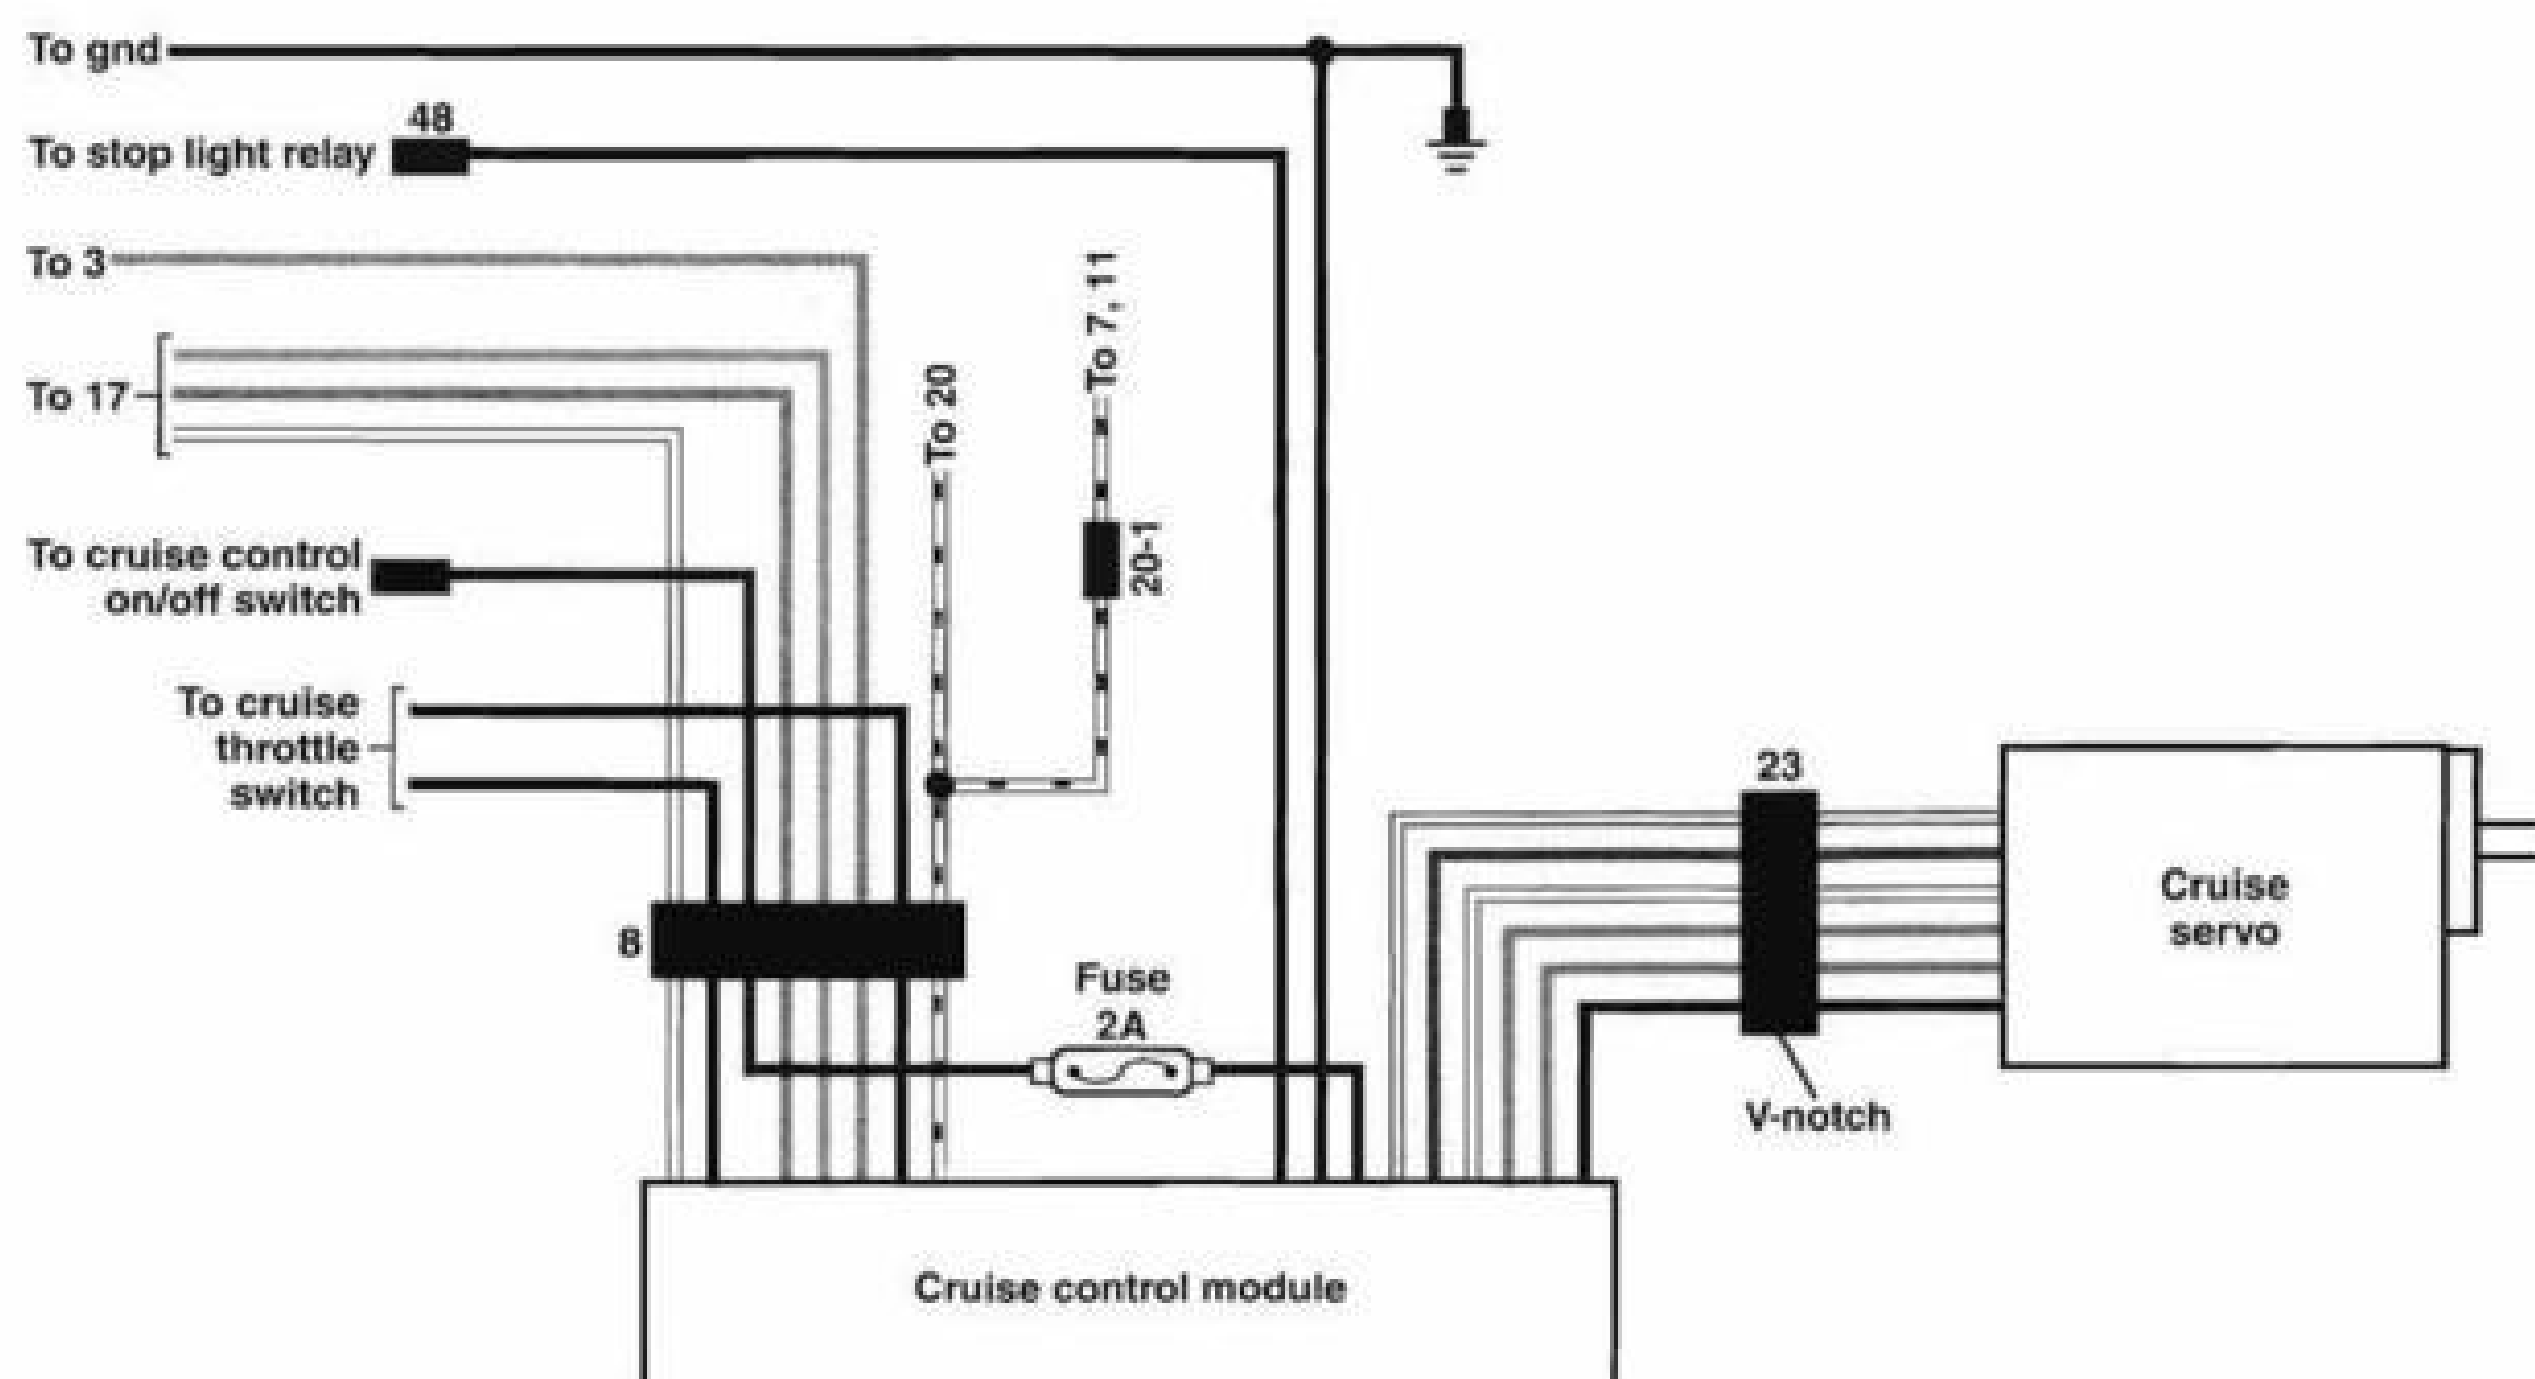 To gnd
48
To stop light relay
To 3
To 7, 11
To 17
To 20
20-1
To cruise control
on/off switch
To cruise
throttle
switch
23
Cruise
servo
8
Fuse
2A
V-notch
Cruise control module